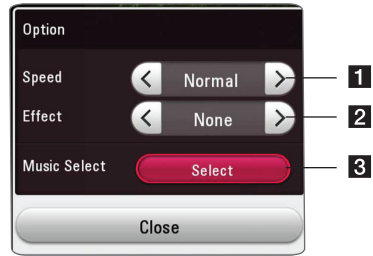 Option
Speed Normal 1
Effect None 2
Music Select Select 3
Close